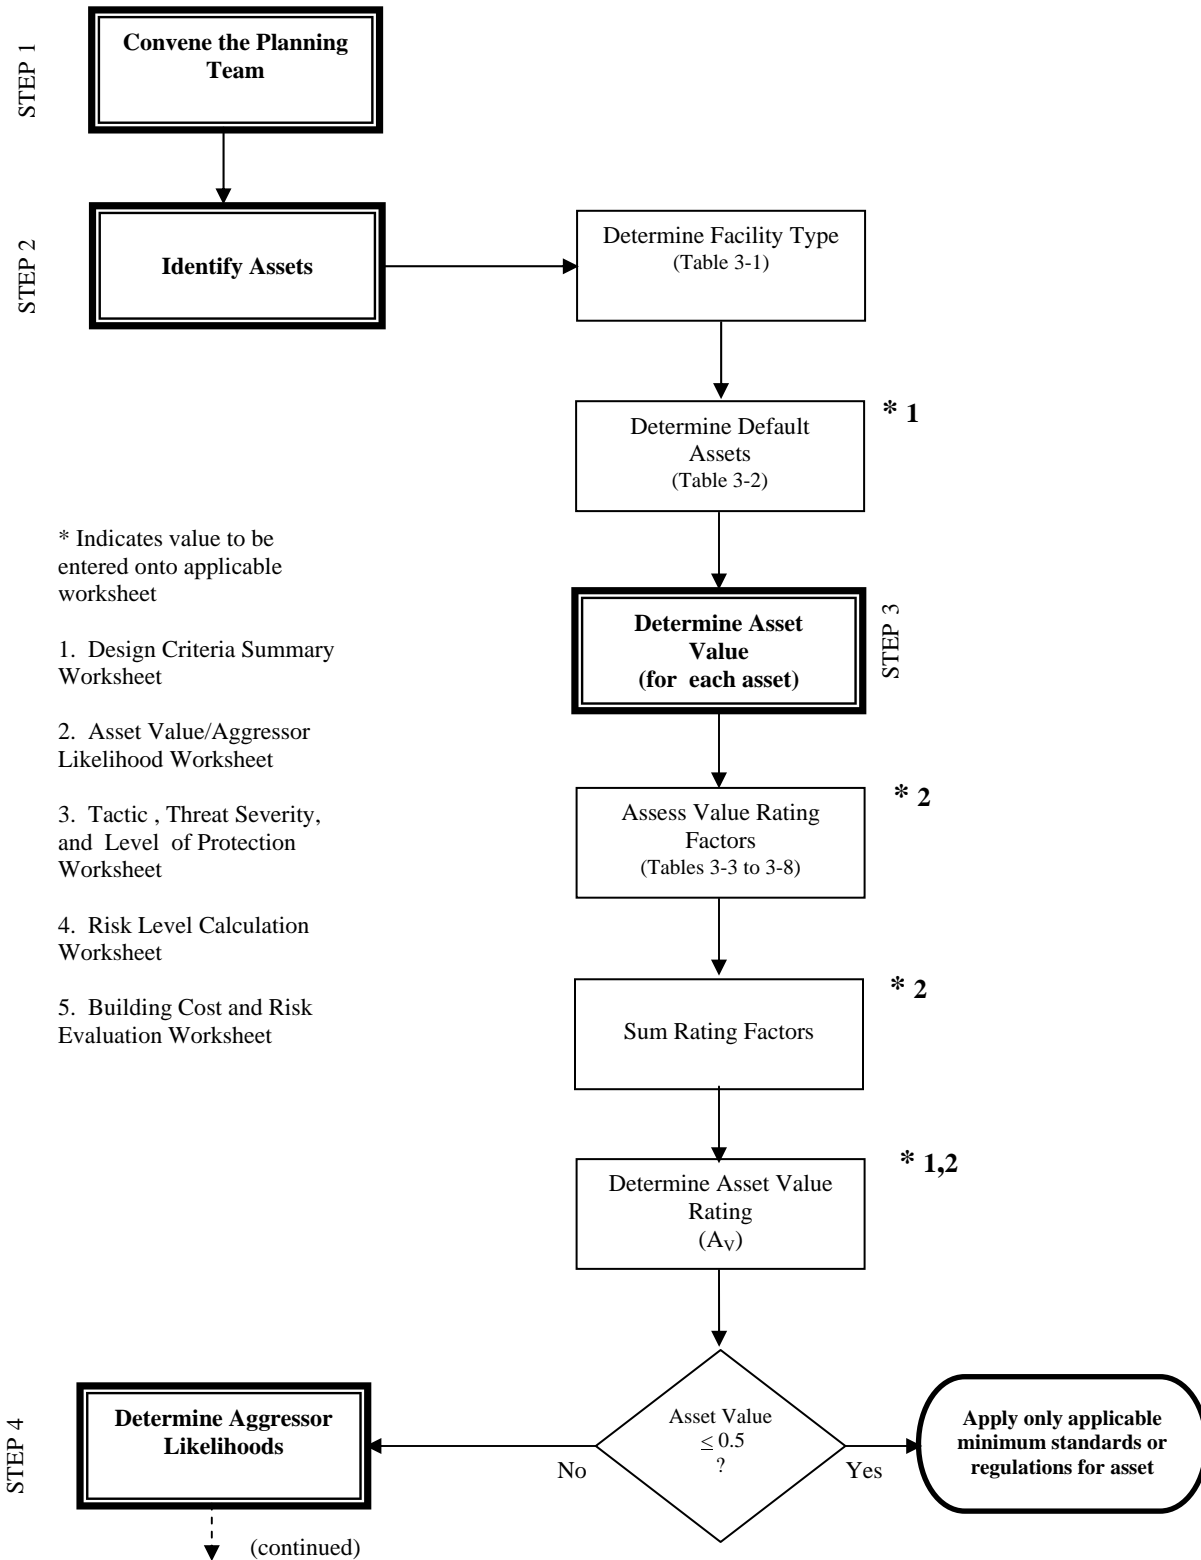 STEP 1
Convene the Planning
Team
STEP 2
Identify Assets
Determine Facility Type
(Table 3-1)
Determine Default
Assets
(Table 3-2)
* 1
* Indicates value to be
entered onto applicable
worksheet
1. Design Criteria Summary
Worksheet
2. Asset Value/Aggressor
Likelihood Worksheet
3. Tactic , Threat Severity,
and Level of Protection
Worksheet
4. Risk Level Calculation
Worksheet
5. Building Cost and Risk
Evaluation Worksheet
Determine Asset
Value
(for each asset)
STEP 3
Assess Value Rating
Factors
(Tables 3-3 to 3-8)
* 2
Sum Rating Factors
* 2
Determine Asset Value
Rating
(AV)
* 1,2
STEP 4
Determine Aggressor
Likelihoods
No
Asset Value
≤ 0.5
?
Yes
Apply only applicable
minimum standards or
regulations for asset
(continued)